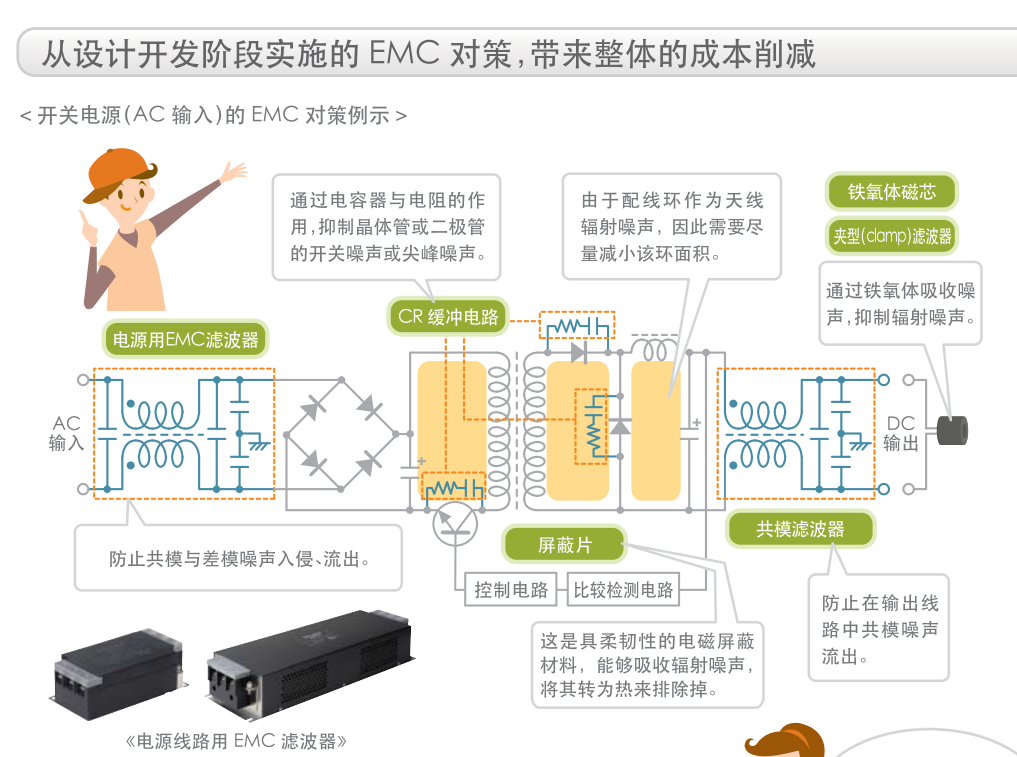 从设计开发阶段实施的 EMC 对策,带来整体的成本削减
<开关电源(AC 输入)的 EMC 对策例示>
通过电容器与电阻的作
用,抑制晶体管或二极管
的开关噪声或尖峰噪声。
由于配线环作为天线
辐射噪声, 因此需要尽
量减小该环面积。
铁氧体磁芯
夹型(clamp)滤波器
通过铁氧体吸收噪
声,抑制辐射噪声。
CR 缓冲电路
电源用EMC滤波器
AC
输入
+
+
DC
输出
防止共模与差模噪声入侵、流出。
屏蔽片
共模滤波器
控制电路
比较检测电路
防止在输出线
路中共模噪声
流出。
这是具柔韧性的电磁屏蔽
材料, 能够吸收辐射噪声,
将其转为热来排除掉。
《电源线路用 EMC 滤波器》